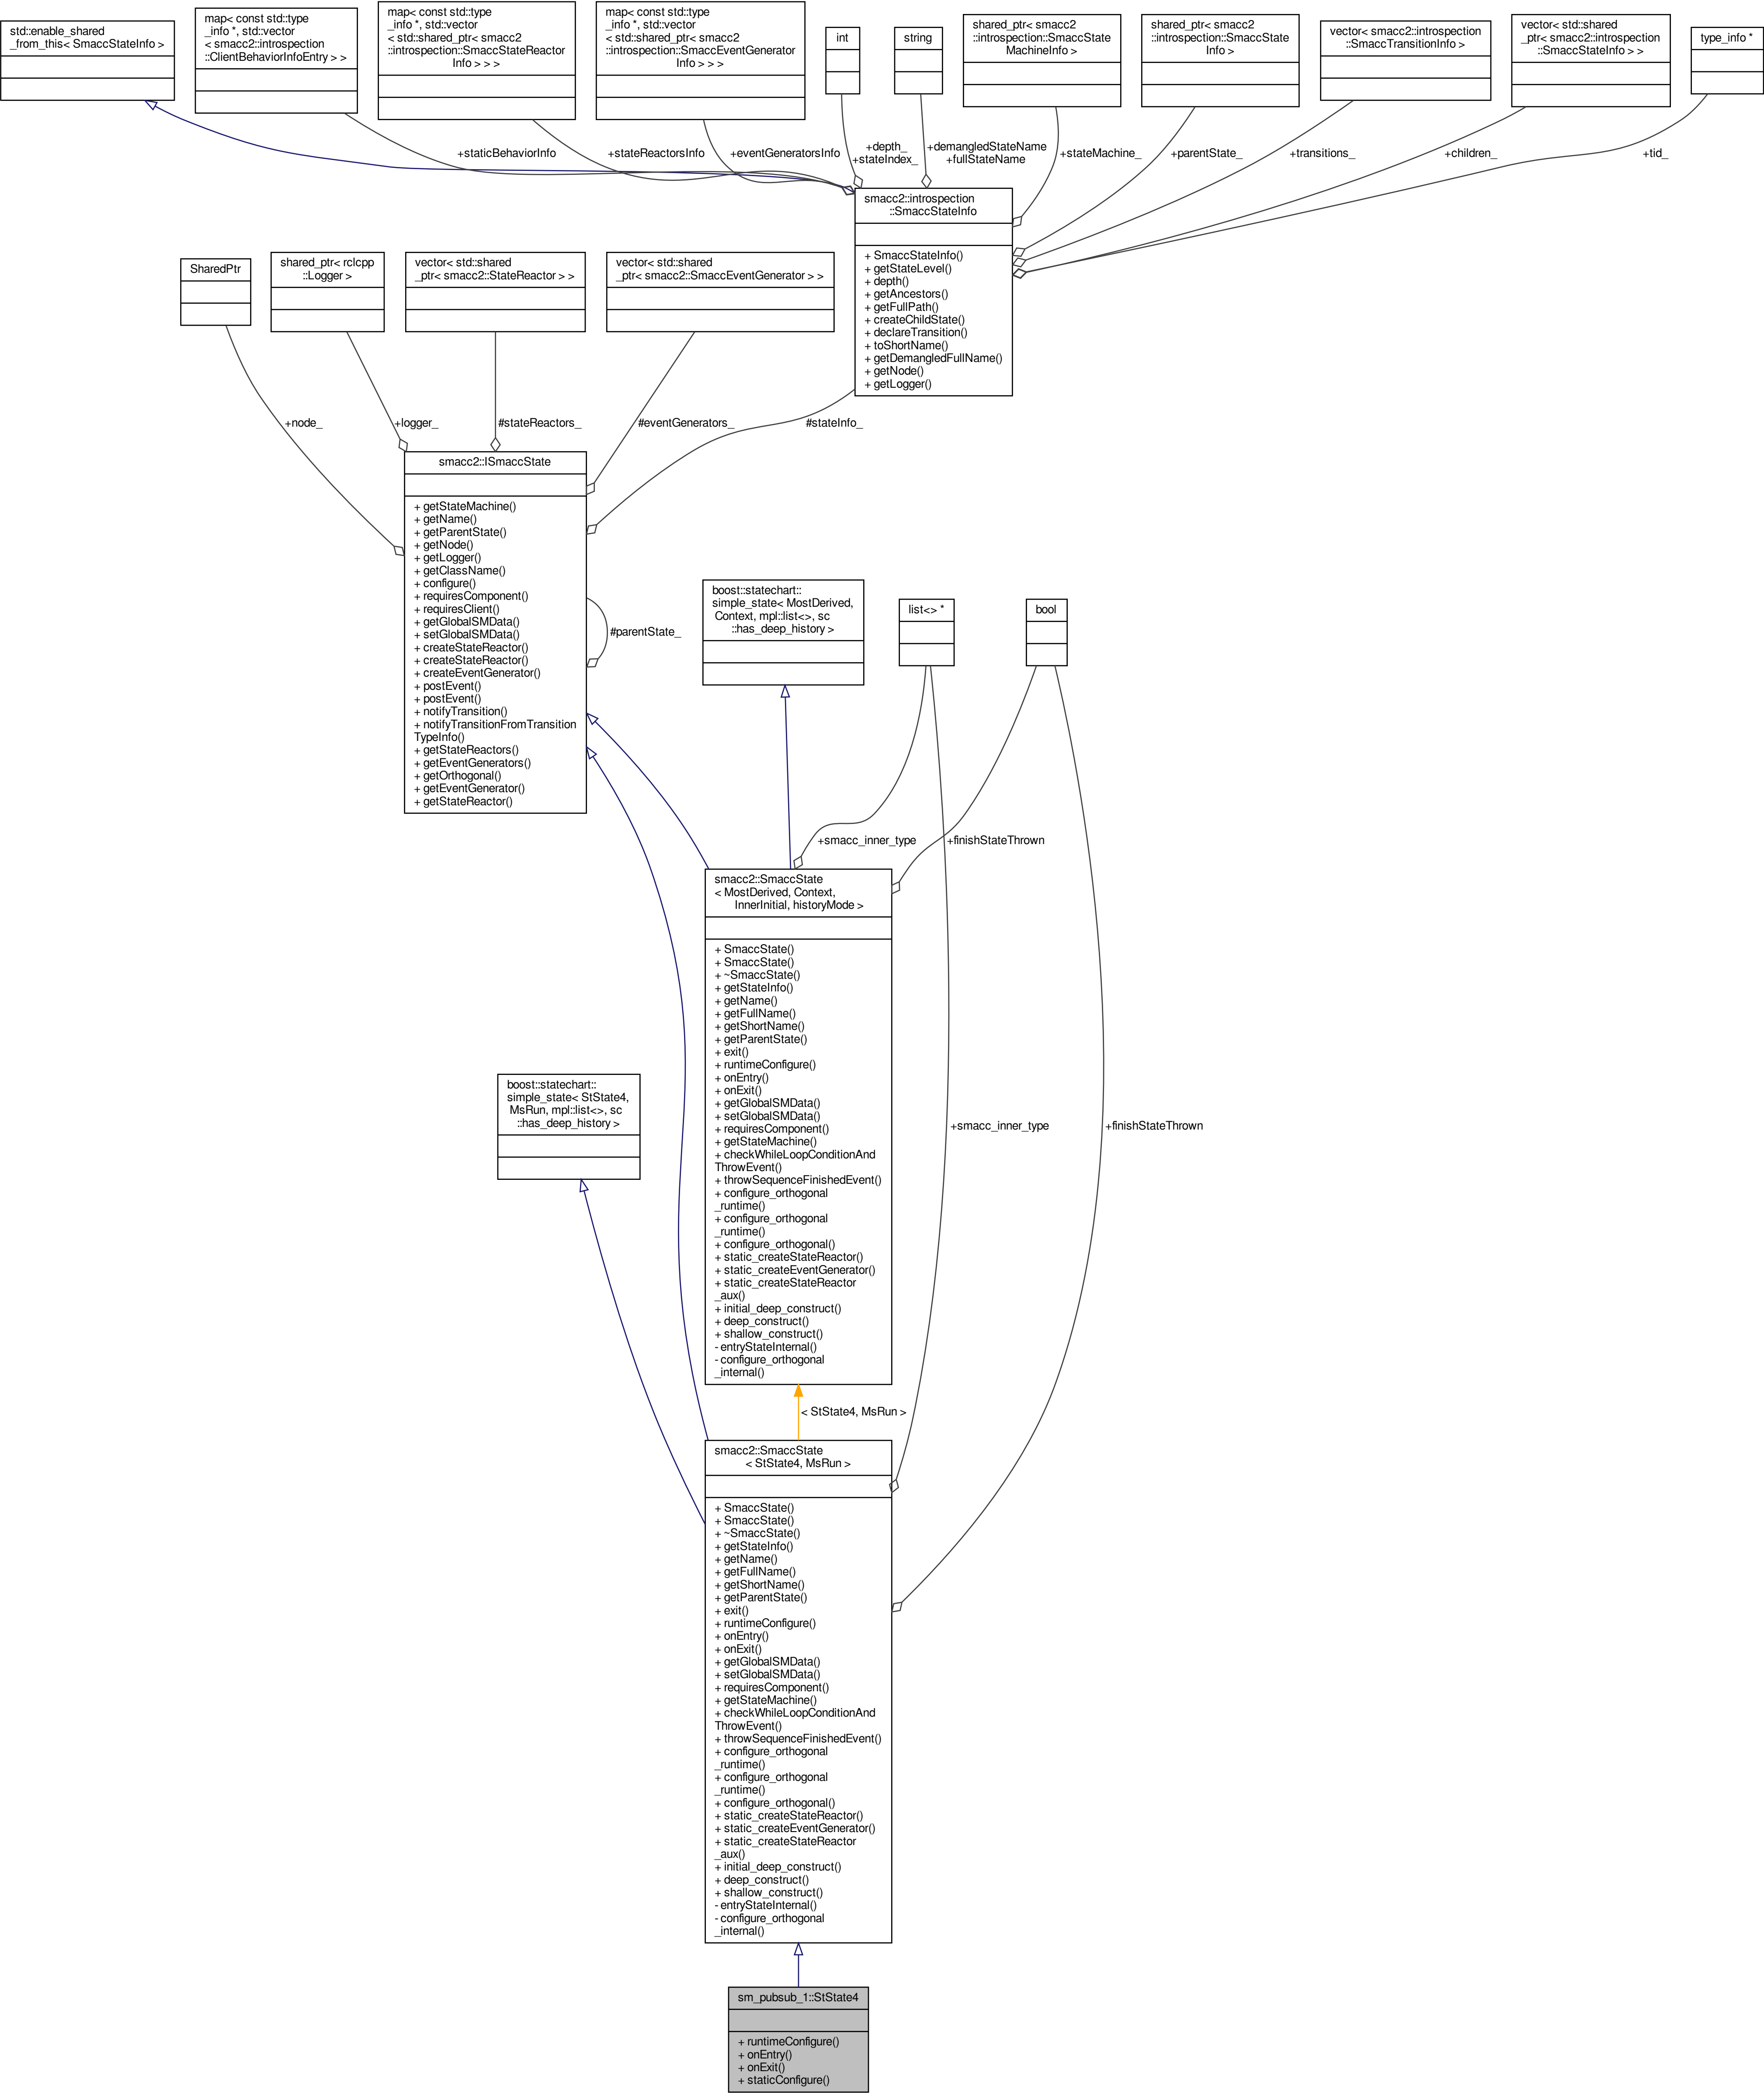 std::enable_shared
_from_this< SmaccStateInfo >
map< const std::type
_info *, std::vector
< smacc2::introspection
::ClientBehaviorInfoEntry > >
map< const std::type
_info *, std::vector
< std::shared_ptr< smacc2
::introspection::SmaccStateReactor
Info > > >
map< const std::type
_info *, std::vector
< std::shared_ptr< smacc2
::introspection::SmaccEventGenerator
Info > > >
int
string
shared_ptr< smacc2
::introspection::SmaccState
MachineInfo >
shared_ptr< smacc2
::introspection::SmaccState
Info >
vector< smacc2::introspection
::SmaccTransitionInfo >
vector< std::shared
_ptr< smacc2::introspection
::SmaccStateInfo > >
type_info *
+staticBehaviorInfo
+stateReactorsInfo
+eventGeneratorsInfo
+depth_
+stateIndex_
+demangledStateName
+fullStateName
+stateMachine_
+parentState_
+transitions_
+children_
+tid_
smacc2::introspection
::SmaccStateInfo
+ SmaccStateInfo()
+ getStateLevel()
+ depth()
+ getAncestors()
+ getFullPath()
+ createChildState()
+ declareTransition()
+ toShortName()
+ getDemangledFullName()
+ getNode()
+ getLogger()
SharedPtr
shared_ptr< rclcpp
::Logger >
vector< std::shared
_ptr< smacc2::StateReactor > >
vector< std::shared
_ptr< smacc2::SmaccEventGenerator > >
+node_
+logger_
#stateReactors_
#eventGenerators_
#stateInfo_
smacc2::ISmaccState
+ getStateMachine()
+ getName()
+ getParentState()
+ getNode()
+ getLogger()
+ getClassName()
+ configure()
+ requiresComponent()
+ requiresClient()
+ getGlobalSMData()
+ setGlobalSMData()
+ createStateReactor()
+ createStateReactor()
+ createEventGenerator()
+ postEvent()
+ postEvent()
+ notifyTransition()
+ notifyTransitionFromTransition
TypeInfo()
+ getStateReactors()
+ getEventGenerators()
+ getOrthogonal()
+ getEventGenerator()
+ getStateReactor()
#parentState_
boost::statechart::
simple_state< MostDerived,
Context, mpl::list<>, sc
::has_deep_history >
list<> *
bool
+smacc_inner_type
+finishStateThrown
smacc2::SmaccState
< MostDerived, Context,
InnerInitial, historyMode >
+ SmaccState()
+ SmaccState()
+ ~SmaccState()
+ getStateInfo()
+ getName()
+ getFullName()
+ getShortName()
+ getParentState()
+ exit()
+ runtimeConfigure()
+ onEntry()
+ onExit()
+ getGlobalSMData()
+ setGlobalSMData()
+ requiresComponent()
+ getStateMachine()
+ checkWhileLoopConditionAnd
ThrowEvent()
+ throwSequenceFinishedEvent()
+ configure_orthogonal
_runtime()
+ configure_orthogonal
_runtime()
+ configure_orthogonal()
+ static_createStateReactor()
+ static_createEventGenerator()
+ static_createStateReactor
_aux()
+ initial_deep_construct()
+ deep_construct()
+ shallow_construct()
- entryStateInternal()
- configure_orthogonal
_internal()
boost::statechart::
simple_state< StState4,
MsRun, mpl::list<>, sc
::has_deep_history >
+smacc_inner_type
+finishStateThrown
< StState4, MsRun >
smacc2::SmaccState
< StState4, MsRun >
+ SmaccState()
+ SmaccState()
+ ~SmaccState()
+ getStateInfo()
+ getName()
+ getFullName()
+ getShortName()
+ getParentState()
+ exit()
+ runtimeConfigure()
+ onEntry()
+ onExit()
+ getGlobalSMData()
+ setGlobalSMData()
+ requiresComponent()
+ getStateMachine()
+ checkWhileLoopConditionAnd
ThrowEvent()
+ throwSequenceFinishedEvent()
+ configure_orthogonal
_runtime()
+ configure_orthogonal
_runtime()
+ configure_orthogonal()
+ static_createStateReactor()
+ static_createEventGenerator()
+ static_createStateReactor
_aux()
+ initial_deep_construct()
+ deep_construct()
+ shallow_construct()
- entryStateInternal()
- configure_orthogonal
_internal()
sm_pubsub_1::StState4
+ runtimeConfigure()
+ onEntry()
+ onExit()
+ staticConfigure()